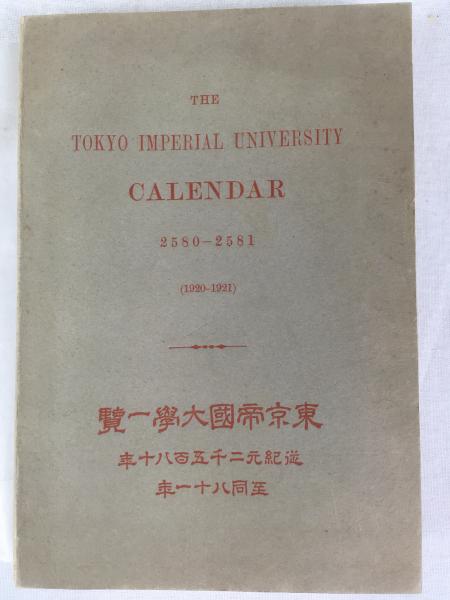 THE
TOKYO IMPERIAL UNIVERSITY
CALENDAR
2580–2581
(1920–1921)
東京帝國大學一覽
從紀元二千五百八十年
至同八十一年